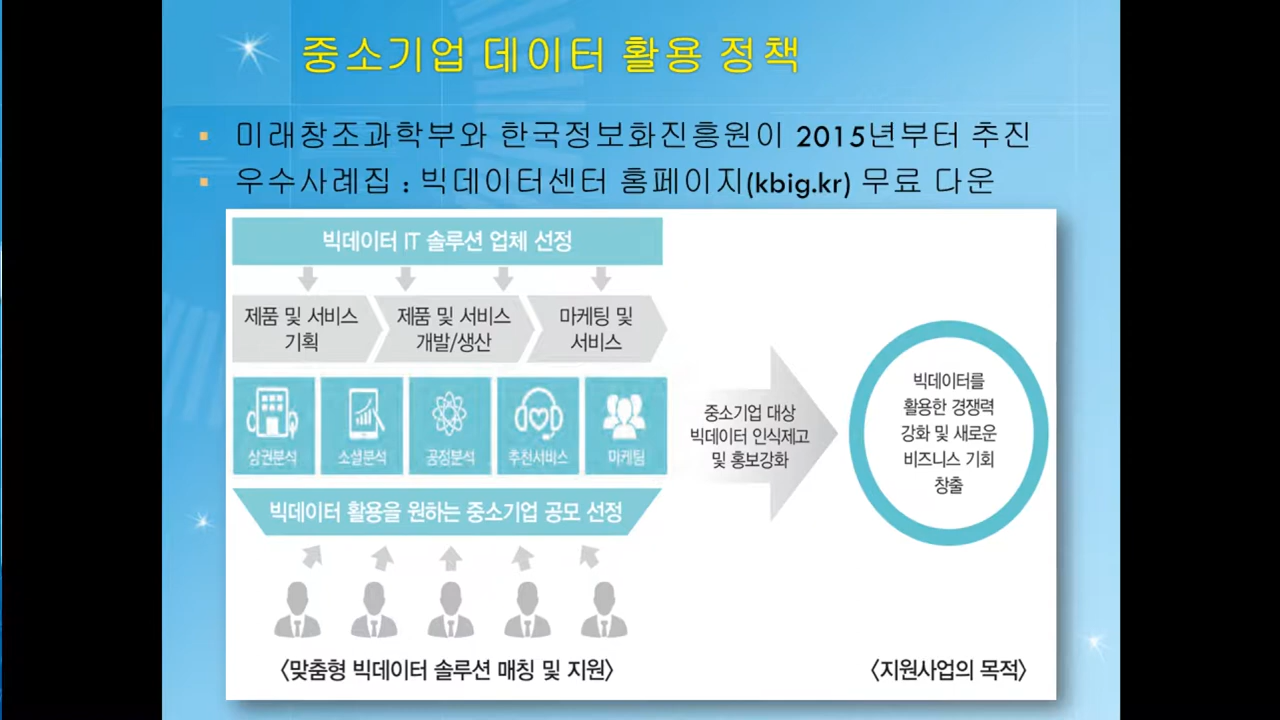 중소기업 데이터 활용 정책
미래창조과학부와 한국정보화진흥원이 2015년부터 추진
우수사례집 : 빅데이터센터 홈페이지(kbig.kr) 무료 다운
빅데이터 IT 솔루션 업체 선정
제품 및 서비스
기획
제품 및 서비스
개발/생산
마케팅 및
서비스
상권분석
소셜분석
공정분석
추천서비스
마케팅
빅데이터 활용을 원하는 중소기업 공모 선정
<맞춤형 빅데이터 솔루션 매칭 및 지원>
중소기업 대상
빅데이터 인식제고
및 홍보강화
빅데이터를
활용한 경쟁력
강화 및 새로운
비즈니스 기회
창출
<지원사업의 목적>